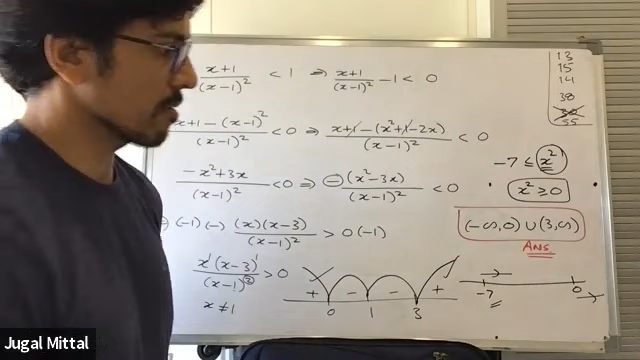 x+1/(x-1)² < 1 ⇒ x+1/(x-1)² - 1 < 0
x+1-(x-1)²/(x-1)² < 0 ⇒ x+1-(x²+1-2x)/(x-1)² < 0
-x²+3x/(x-1)² < 0 ⇒ -(x²-3x)/(x-1)² < 0
(-1)(-) (x)(x-3)/(x-1)² > 0(-1)
x¹(x-3)¹/(x-1)² > 0
x ≠ 1
+ - - +
0 1 3
13
15
14
38
55
-7 ≤ x²
x² ≥ 0
(-∞,0) ∪ (3,∞)
Ans
-7 0
Jugal Mittal